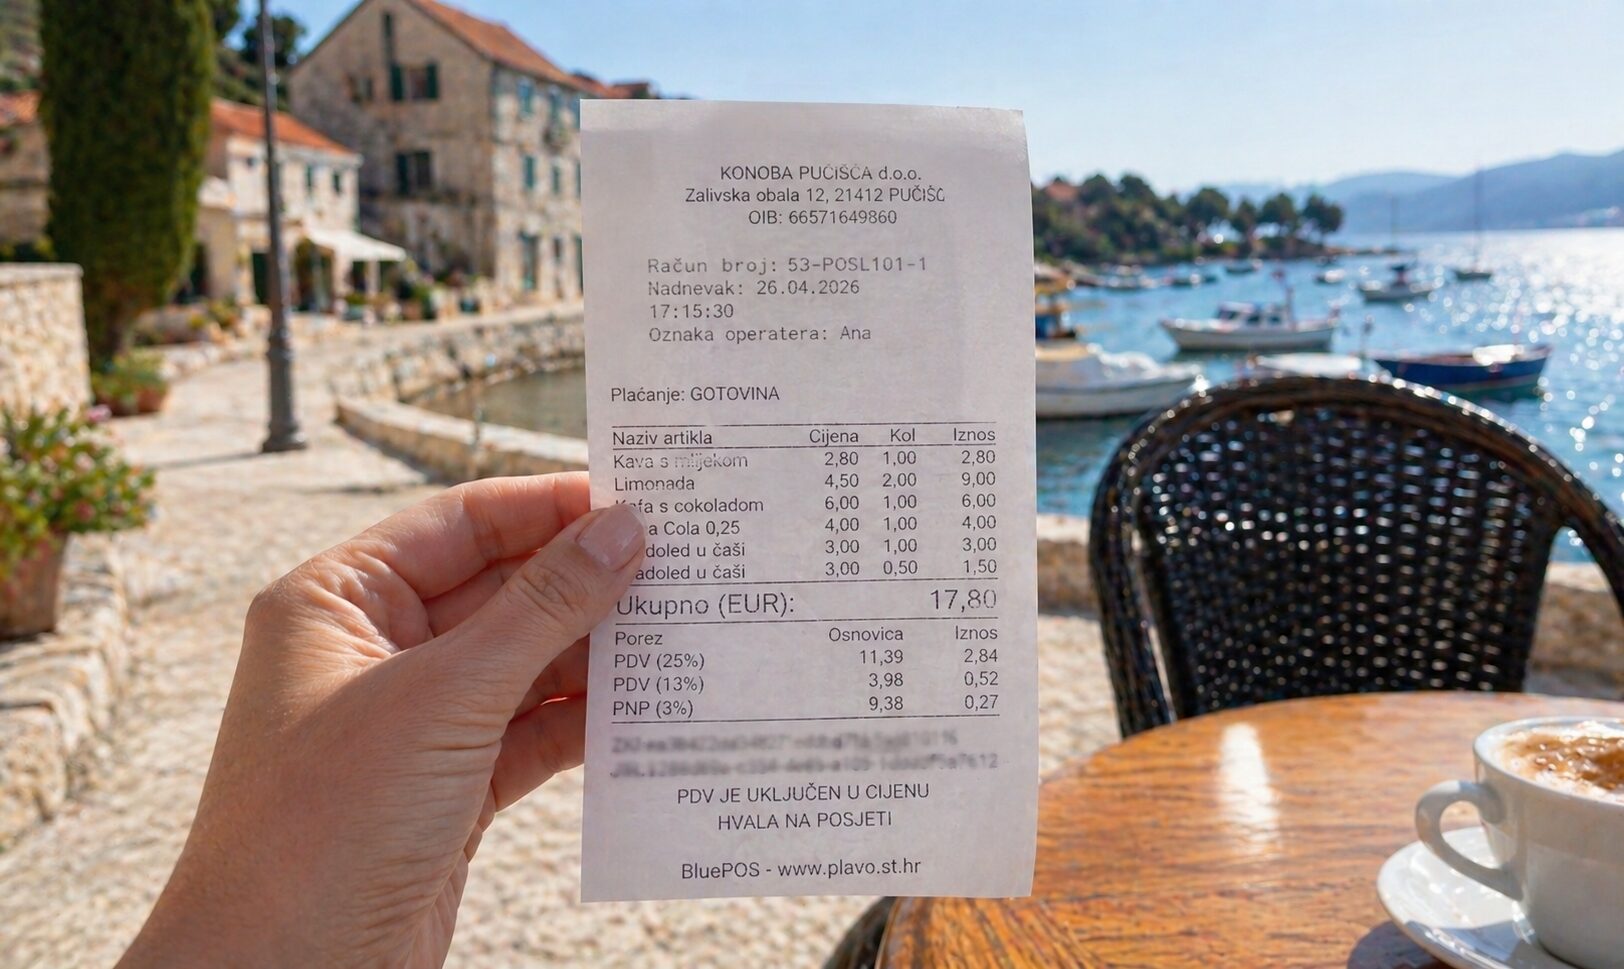 KONOBA PUČIŠĆA d.o.o.
Zalivska obala 12, 21412 PUČIŠĆ
OIB: 66571649860
Račun broj: 53-POSL101-1
Nadnevak: 26.04.2026
17:15:30
Oznaka operatera: Ana
Plaćanje: GOTOVINA
Naziv artikla Cijena Kol Iznos
Kava s mlijekom 2,80 1,00 2,80
Limonada 4,50 2,00 9,00
s cokoladom 6,00 1,00 6,00
Cola 0,25 4,00 1,00 4,00
u čaši 3,00 1,00 3,00
u čaši 3,00 0,50 1,50
Ukupno (EUR): 17,80
Porez Osnovica Iznos
PDV (25%) 11,39 2,84
PDV (13%) 3,98 0,52
PNP (3%) 9,38 0,27
PDV JE UKLJUČEN U CIJENU
HVALA NA POSJETI
BluePOS - www.plavo.st.hr